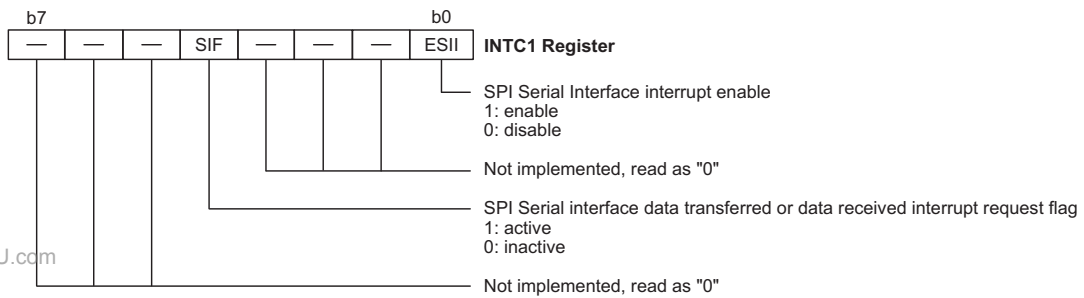 b7 b0
— — — SIF — — — ESII INTC1 Register
SPI Serial Interface interrupt enable
1: enable
0: disable
Not implemented, read as "0"
SPI Serial interface data transferred or data received interrupt request flag
1: active
0: inactive
U.com
Not implemented, read as "0"